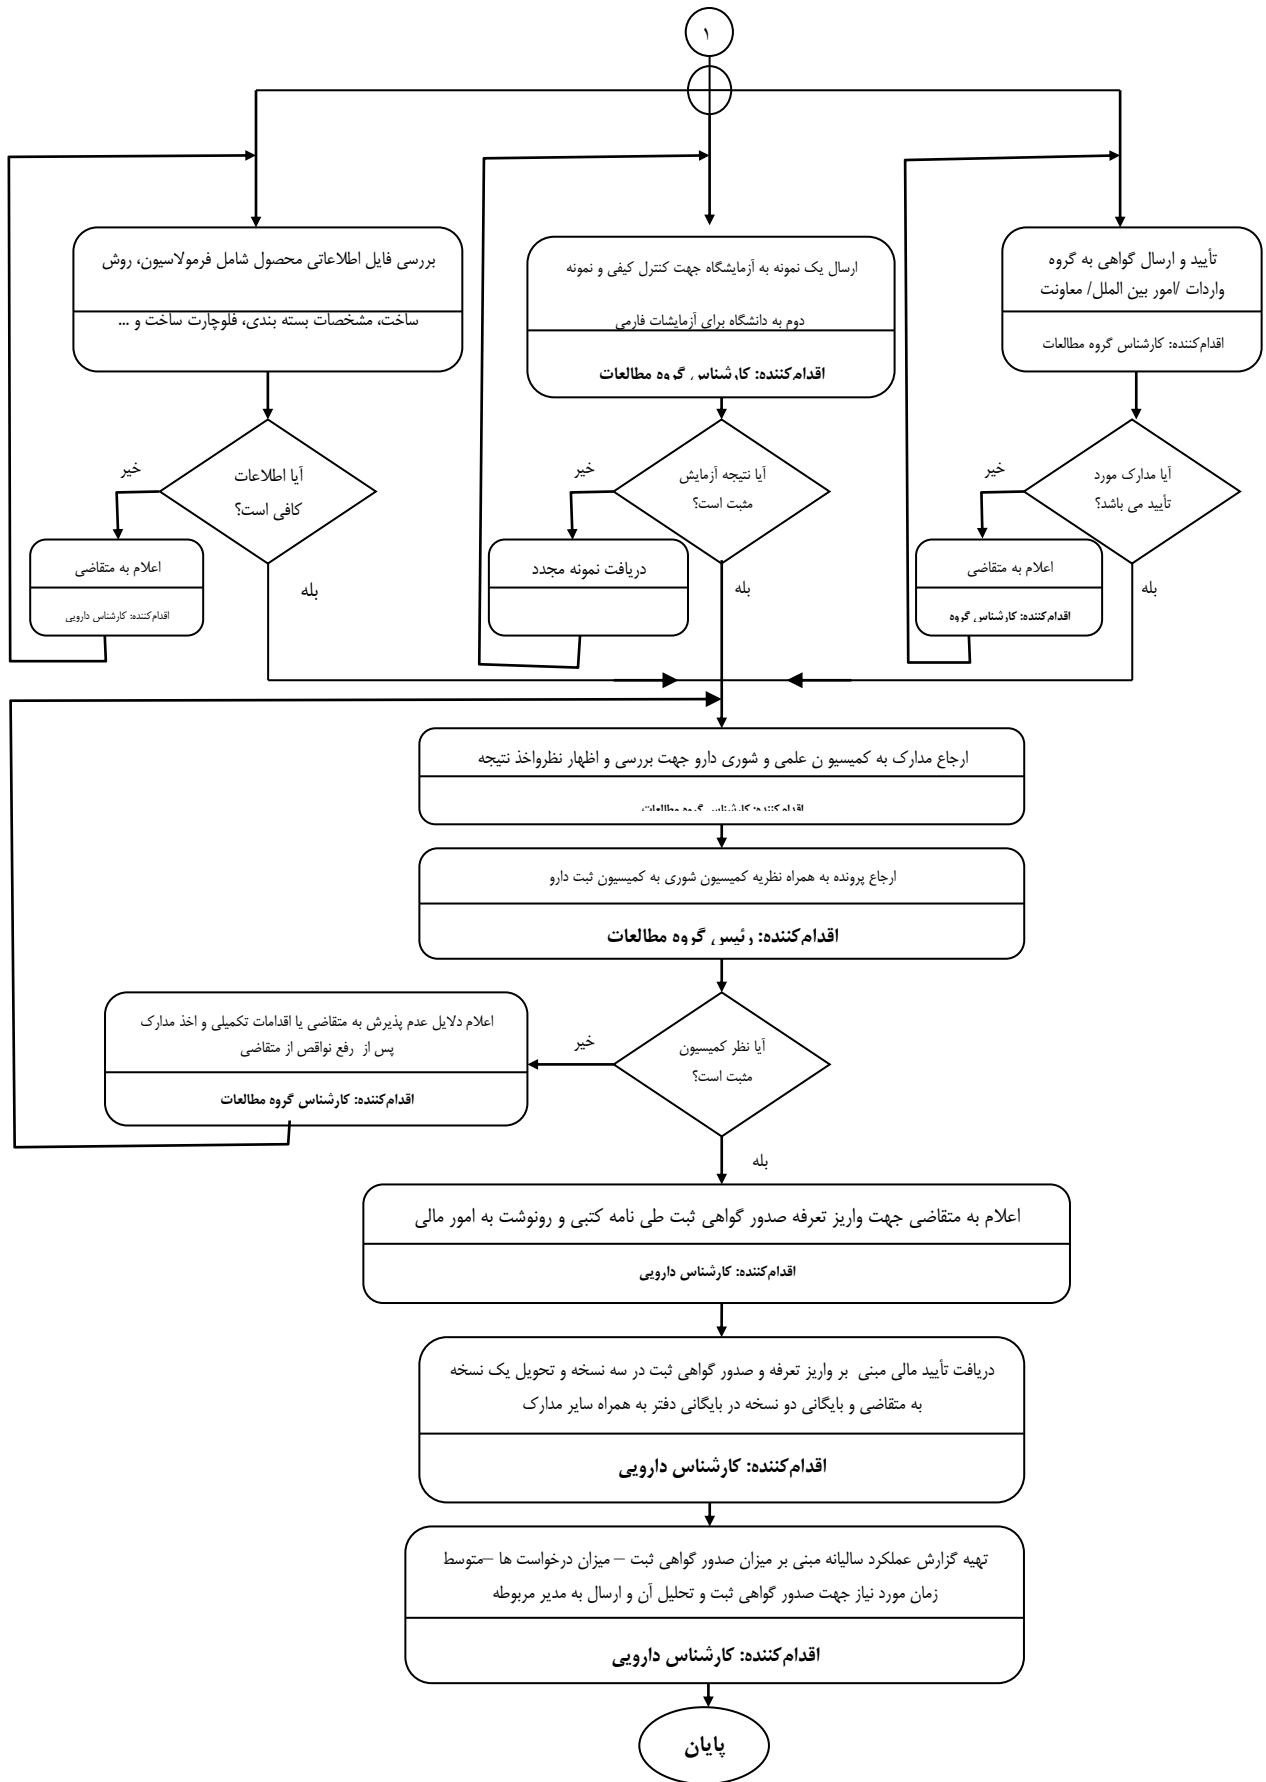 ۱
تأیید و ارسال گواهی به گروه
واردات /امور بین الملل/ معاونت
اقدام‌کننده: کارشناس گروه مطالعات
ارسال یک نمونه به آزمایشگاه جهت کنترل کیفی و نمونه
دوم به دانشگاه برای آزمایشات فارمی
اقدام‌کننده: کارشناس گروه مطالعات
بررسی فایل اطلاعاتی محصول شامل فرمولاسیون، روش
ساخت، مشخصات بسته بندی، فلوچارت ساخت و ...
آیا مدارک مورد
تأیید می باشد؟
خیر
بله
اعلام به متقاضی
اقدام‌کننده: کارشناس گروه
آیا نتیجه آزمایش
مثبت است؟
خیر
بله
دریافت نمونه مجدد
آیا اطلاعات
کافی است؟
خیر
بله
اعلام به متقاضی
اقدام‌کننده: کارشناس دارویی
ارجاع مدارک به کمیسیو ن علمی و شوری دارو جهت بررسی و اظهار نظرواخذ نتیجه
اقدام‌کننده: کارشناس گروه مطالعات
ارجاع پرونده به همراه نظریه کمیسیون شوری به کمیسیون ثبت دارو
اقدام‌کننده: رئیس گروه مطالعات
آیا نظر کمیسیون
مثبت است؟
خیر
بله
اعلام دلایل عدم پذیرش به متقاضی یا اقدامات تکمیلی و اخذ مدارک
پس از رفع نواقص از متقاضی
اقدام‌کننده: کارشناس گروه مطالعات
اعلام به متقاضی جهت واریز تعرفه صدور گواهی ثبت طی نامه کتبی و رونوشت به امور مالی
اقدام‌کننده: کارشناس دارویی
دریافت تأیید مالی مبنی بر واریز تعرفه و صدور گواهی ثبت در سه نسخه و تحویل یک نسخه
به متقاضی و بایگانی دو نسخه در بایگانی دفتر به همراه سایر مدارک
اقدام‌کننده: کارشناس دارویی
تهیه گزارش عملکرد سالیانه مبنی بر میزان صدور گواهی ثبت – میزان درخواست ها –متوسط
زمان مورد نیاز جهت صدور گواهی ثبت و تحلیل آن و ارسال به مدیر مربوطه
اقدام‌کننده: کارشناس دارویی
پایان